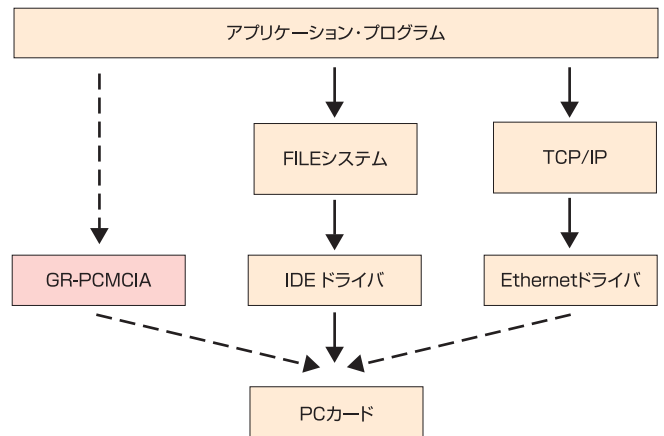 アプリケーション・プログラム
FILEシステム
TCP/IP
GR-PCMCIA
IDE ドライバ
Ethernetドライバ
PCカード